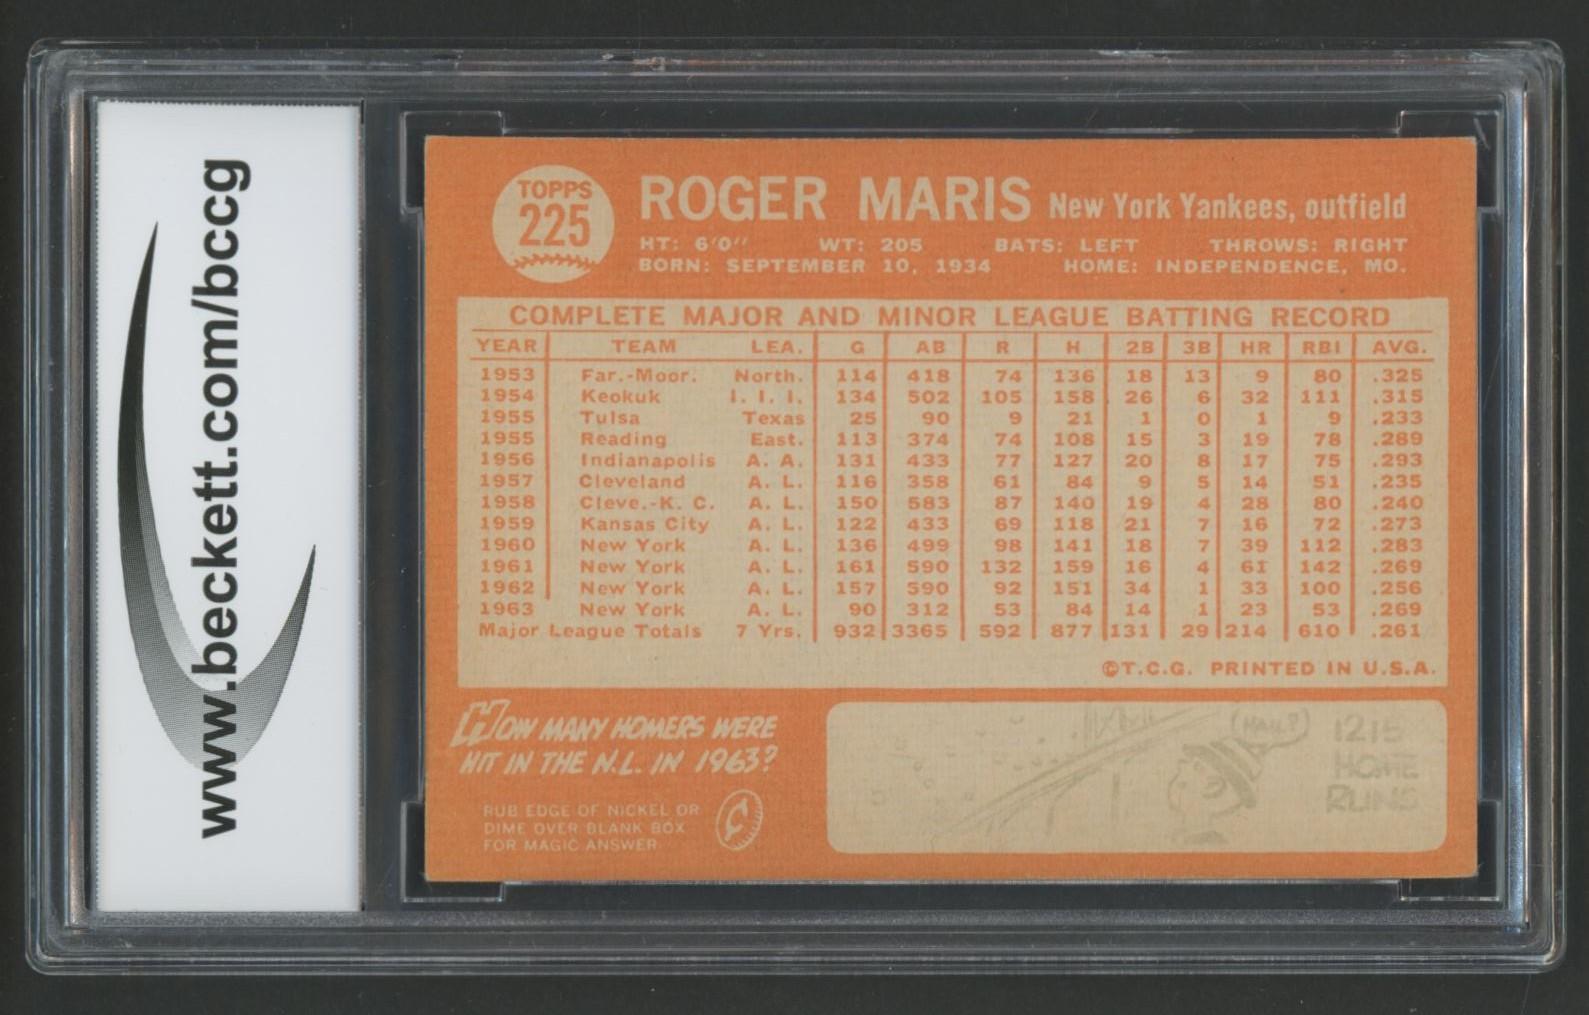 www.beckett.com/bccg
TOPPS
225
ROGER MARIS New York Yankees, outfield
HT: 6'0" WT: 205 BATS: LEFT THROWS: RIGHT
BORN: SEPTEMBER 10, 1934 HOME: INDEPENDENCE, MO.
COMPLETE MAJOR AND MINOR LEAGUE BATTING RECORD
YEAR TEAM LEA. G AB R H 2B 3B HR RBI AVG.
1953 Far.-Moor. North. 114 418 74 136 18 13 9 80 .325
1954 Keokuk I. I. I. 134 502 105 158 26 6 32 111 .315
1955 Tulsa Texas 25 90 9 21 1 0 1 9 .233
1955 Reading East. 113 374 74 108 15 3 19 78 .289
1956 Indianapolis A. A. 131 433 77 127 20 8 17 75 .293
1957 Cleveland A. L. 116 358 61 84 9 5 14 51 .235
1958 Cleve.-K. C. A. L. 150 583 87 140 19 4 28 80 .240
1959 Kansas City A. L. 122 433 69 118 21 7 16 72 .273
1960 New York A. L. 136 499 98 141 18 7 39 112 .283
1961 New York A. L. 161 590 132 159 16 4 61 142 .269
1962 New York A. L. 157 590 92 151 34 1 33 100 .256
1963 New York A. L. 90 312 53 84 14 1 23 53 .269
Major League Totals 7 Yrs. 932 3365 592 877 131 29 214 610 .261
©T.C.G. PRINTED IN U.S.A.
HOW MANY HOMERS WERE
HIT IN THE N.L. IN 1963?
RUB EDGE OF NICKEL OR
DIME OVER BLANK BOX
FOR MAGIC ANSWER
1215
HOME
RUNS